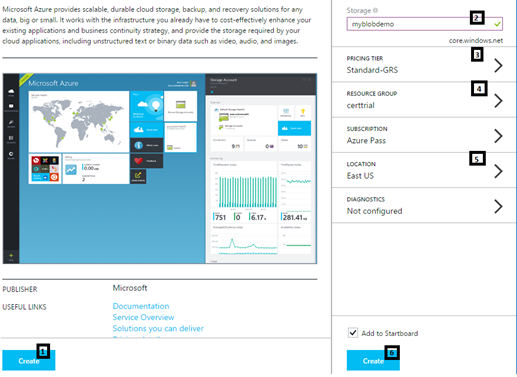 Microsoft Azure provides scalable, durable cloud storage, backup, and recovery solutions for any
data, big or small. It works with the infrastructure you already have to cost-effectively enhance your
existing applications and business continuity strategy, and provide the storage required by your
cloud applications, including unstructured text or binary data such as video, audio, and images.
Microsoft Azure
Storage Account
751
0
6.17
281.41
PUBLISHER
Microsoft
USEFUL LINKS
Documentation
Service Overview
Solutions you can deliver
Create
1
Storage
2
myblobdemo
core.windows.net
3
PRICING TIER
Standard-GRS
4
RESOURCE GROUP
certtrial
SUBSCRIPTION
Azure Pass
5
LOCATION
East US
DIAGNOSTICS
Not configured
Add to Startboard
Create
6